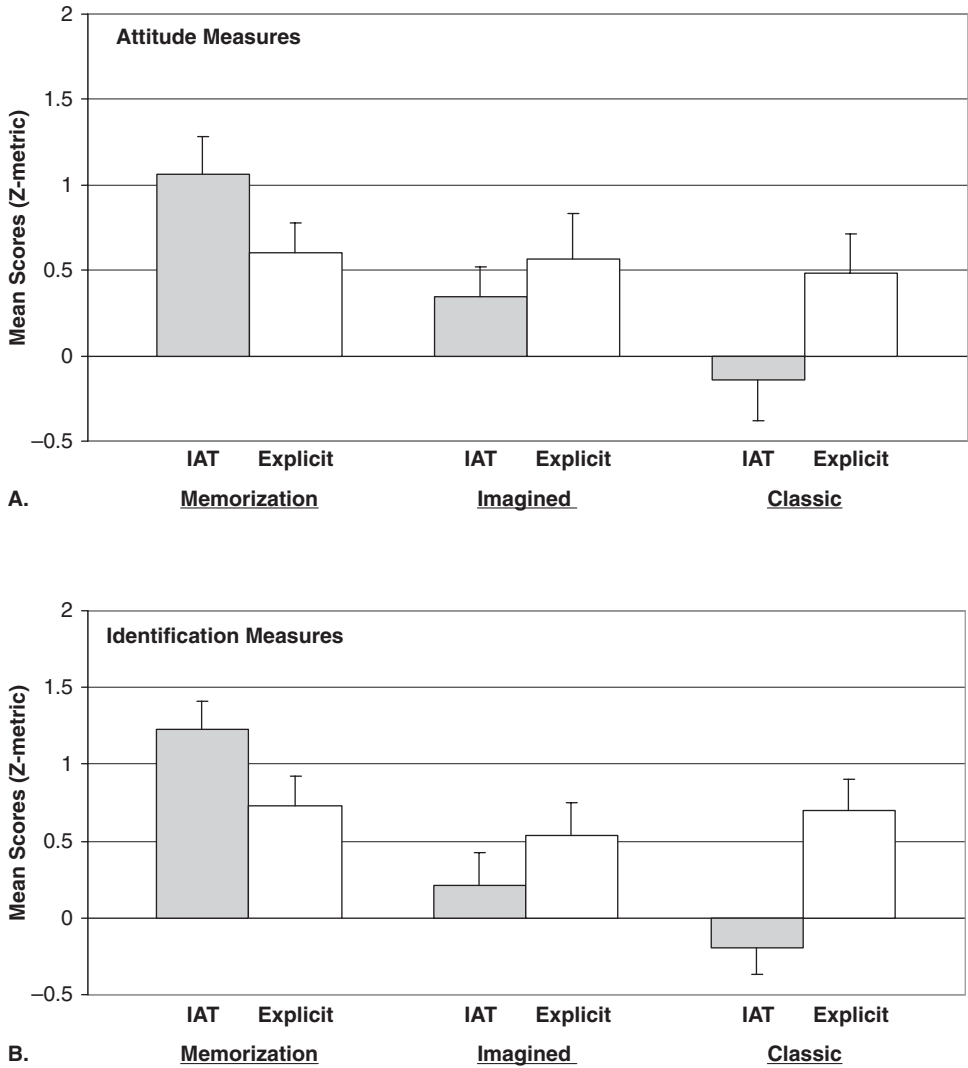 2
Attitude Measures
1.5
1
0.5
0
–0.5
Mean Scores (Z-metric)
IAT Explicit IAT Explicit IAT Explicit
A. Memorization Imagined Classic
2
Identification Measures
1.5
1
0.5
0
–0.5
Mean Scores (Z-metric)
IAT Explicit IAT Explicit IAT Explicit
B. Memorization Imagined Classic